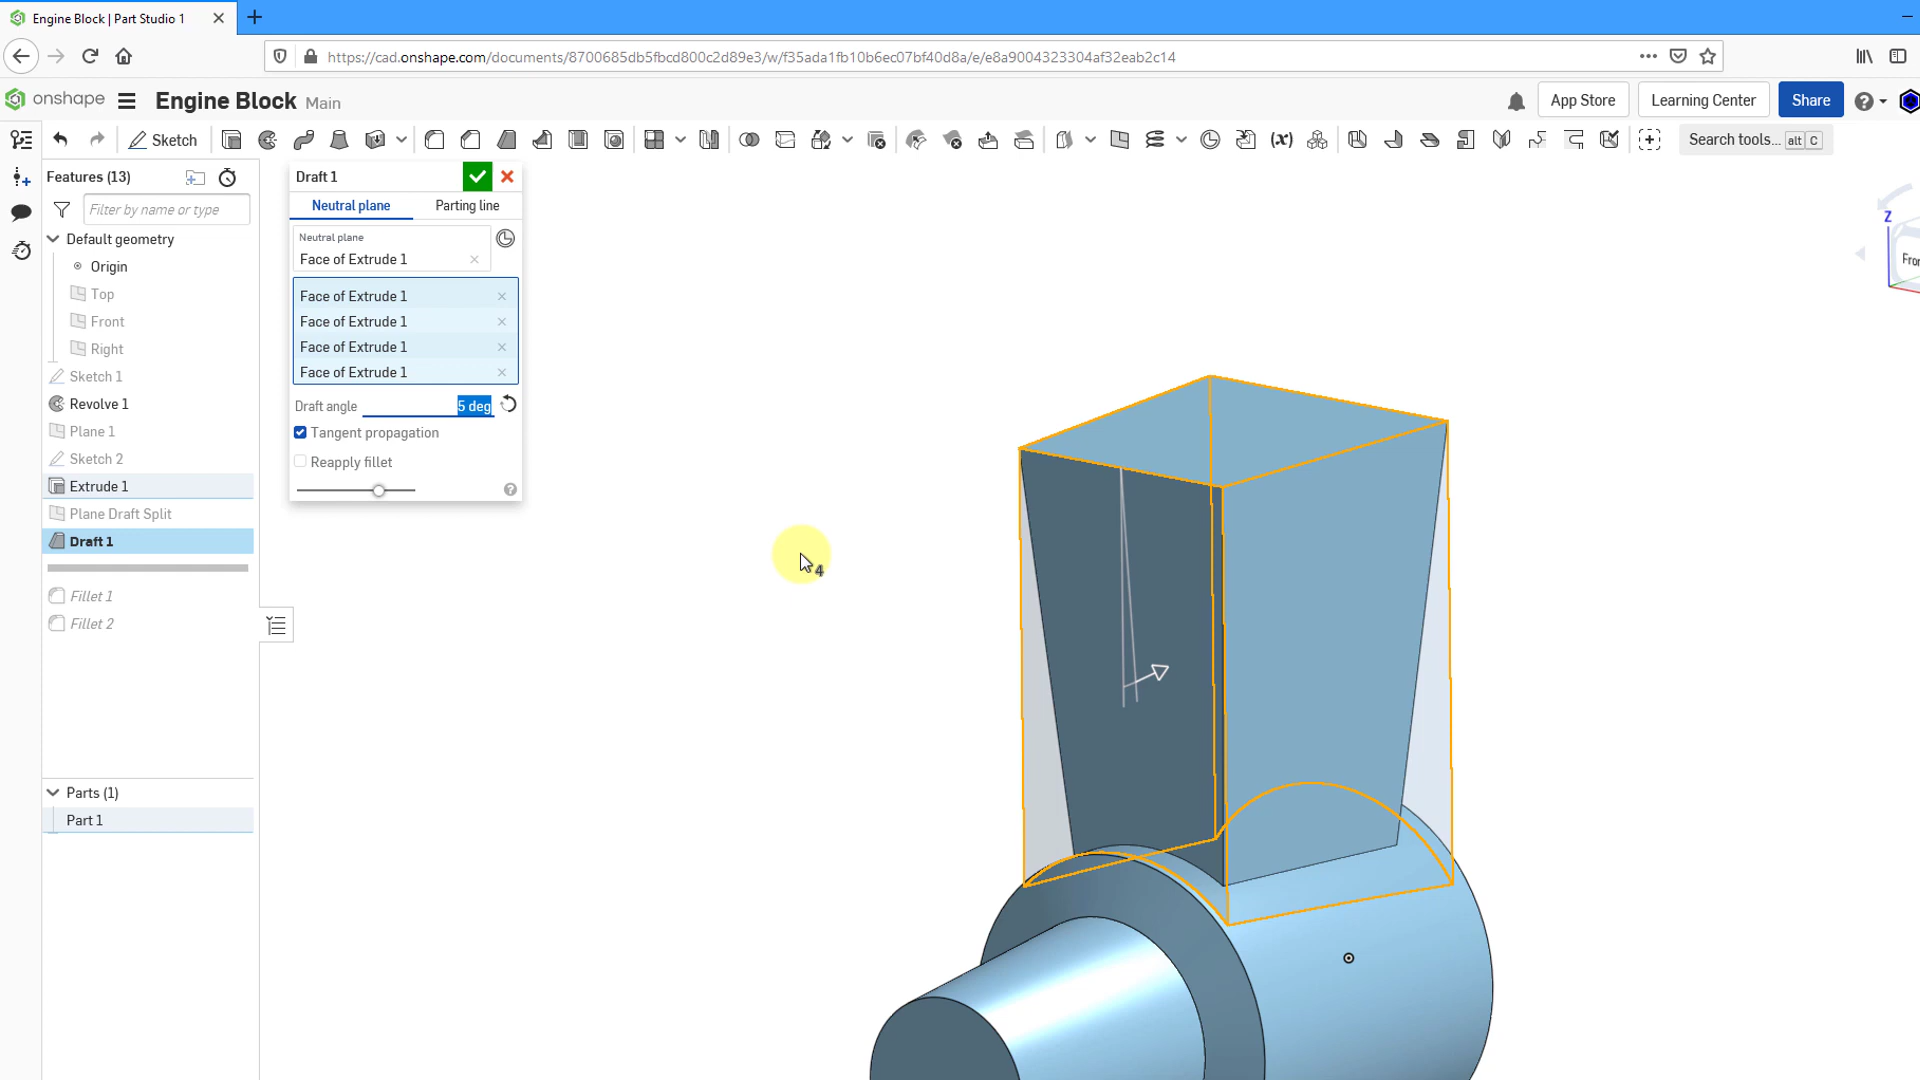 Engine Block | Part Studio 1
https://cad.onshape.com/documents/8700685db5fbcd800c2d89e3/w/f35ada1fb10b6ec07bf40d8a/e/e8a9004323304af32eab2c14
onshape
Engine Block Main
App Store
Learning Center
Share
Sketch
Search tools... alt C
Features (13)
Filter by name or type
Default geometry
Origin
Top
Front
Right
Sketch 1
Revolve 1
Plane 1
Sketch 2
Extrude 1
Plane Draft Split
Draft 1
Fillet 1
Fillet 2
Parts (1)
Part 1
Draft 1
Neutral plane
Parting line
Neutral plane
Face of Extrude 1
Face of Extrude 1
Face of Extrude 1
Face of Extrude 1
Face of Extrude 1
Draft angle 5 deg
Tangent propagation
Reapply fillet
4
Z